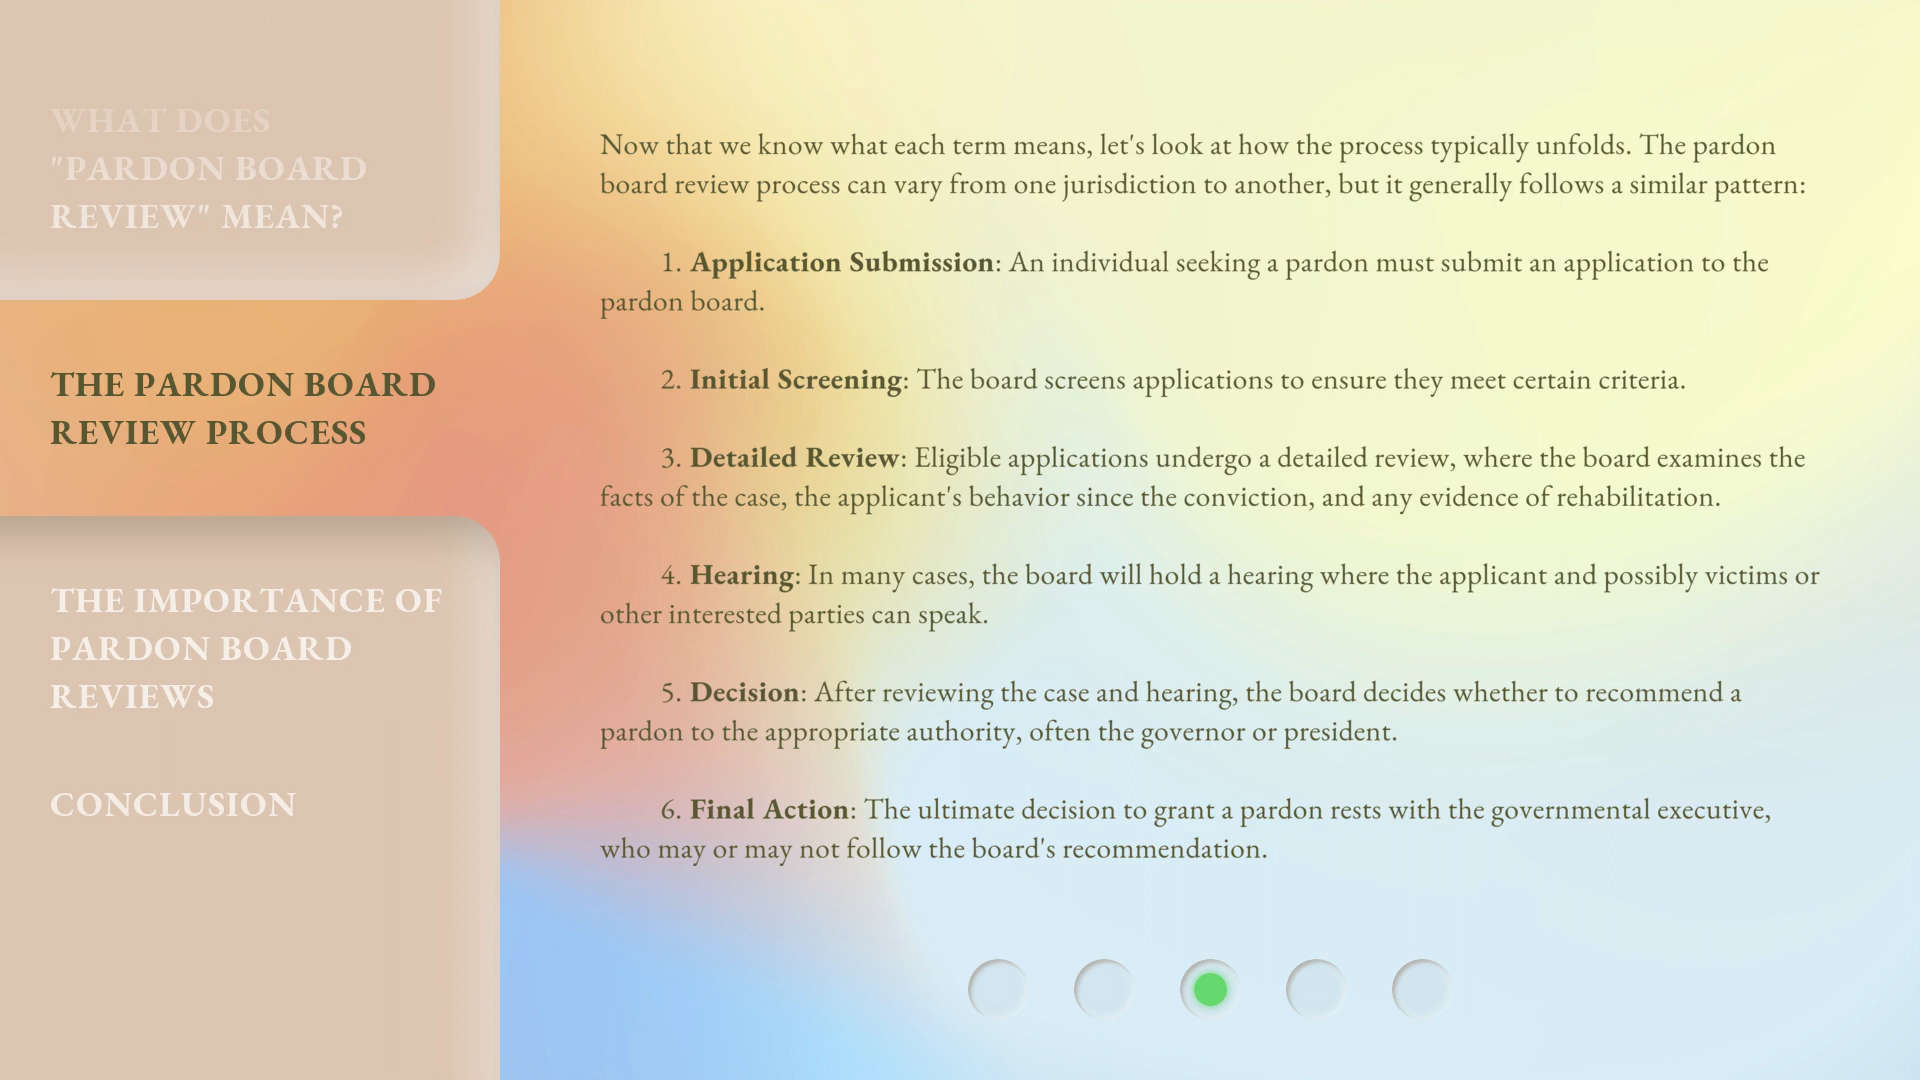 WHAT DOES
"PARDON BOARD
REVIEW" MEAN?
THE PARDON BOARD
REVIEW PROCESS
THE IMPORTANCE OF
PARDON BOARD
REVIEWS
CONCLUSION
Now that we know what each term means, let's look at how the process typically unfolds. The pardon
board review process can vary from one jurisdiction to another, but it generally follows a similar pattern:
1. Application Submission: An individual seeking a pardon must submit an application to the
pardon board.
2. Initial Screening: The board screens applications to ensure they meet certain criteria.
3. Detailed Review: Eligible applications undergo a detailed review, where the board examines the
facts of the case, the applicant's behavior since the conviction, and any evidence of rehabilitation.
4. Hearing: In many cases, the board will hold a hearing where the applicant and possibly victims or
other interested parties can speak.
5. Decision: After reviewing the case and hearing, the board decides whether to recommend a
pardon to the appropriate authority, often the governor or president.
6. Final Action: The ultimate decision to grant a pardon rests with the governmental executive,
who may or may not follow the board's recommendation.